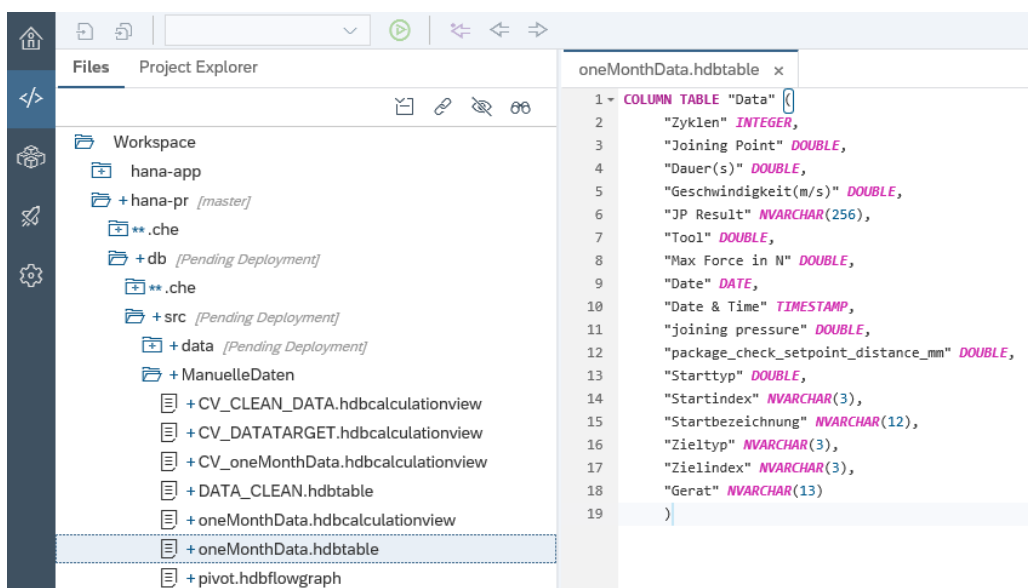 Files Project Explorer
Workspace
hana-app
+ hana-pr [master]
** .che
+ db [Pending Deployment]
** .che
+ src [Pending Deployment]
+ data [Pending Deployment]
+ ManuelleDaten
+ CV_CLEAN_DATA.hdbcalculationview
+ CV_DATATARGET.hdbcalculationview
+ CV_oneMonthData.hdbcalculationview
+ DATA_CLEAN.hdbtable
+ oneMonthData.hdbcalculationview
+ oneMonthData.hdbtable
+ pivot.hdbflowgraph
oneMonthData.hdbtable x
1 COLUMN TABLE "Data" (
2 "Zyklen" INTEGER,
3 "Joining Point" DOUBLE,
4 "Dauer(s)" DOUBLE,
5 "Geschwindigkeit(m/s)" DOUBLE,
6 "JP Result" NVARCHAR(256),
7 "Tool" DOUBLE,
8 "Max Force in N" DOUBLE,
9 "Date" DATE,
10 "Date & Time" TIMESTAMP,
11 "joining pressure" DOUBLE,
12 "package_check_setpoint_distance_mm" DOUBLE,
13 "Starttyp" DOUBLE,
14 "Startindex" NVARCHAR(3),
15 "Startbezeichnung" NVARCHAR(12),
16 "Zieltyp" NVARCHAR(3),
17 "Zielindex" NVARCHAR(3),
18 "Gerat" NVARCHAR(13)
19 )